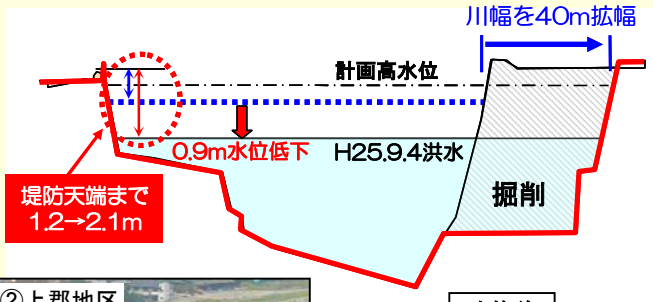 川幅を40m拡幅
計画高水位
0.9m水位低下
H25.9.4洪水
堤防天端まで
1.2→2.1m
掘削
②上郡地区